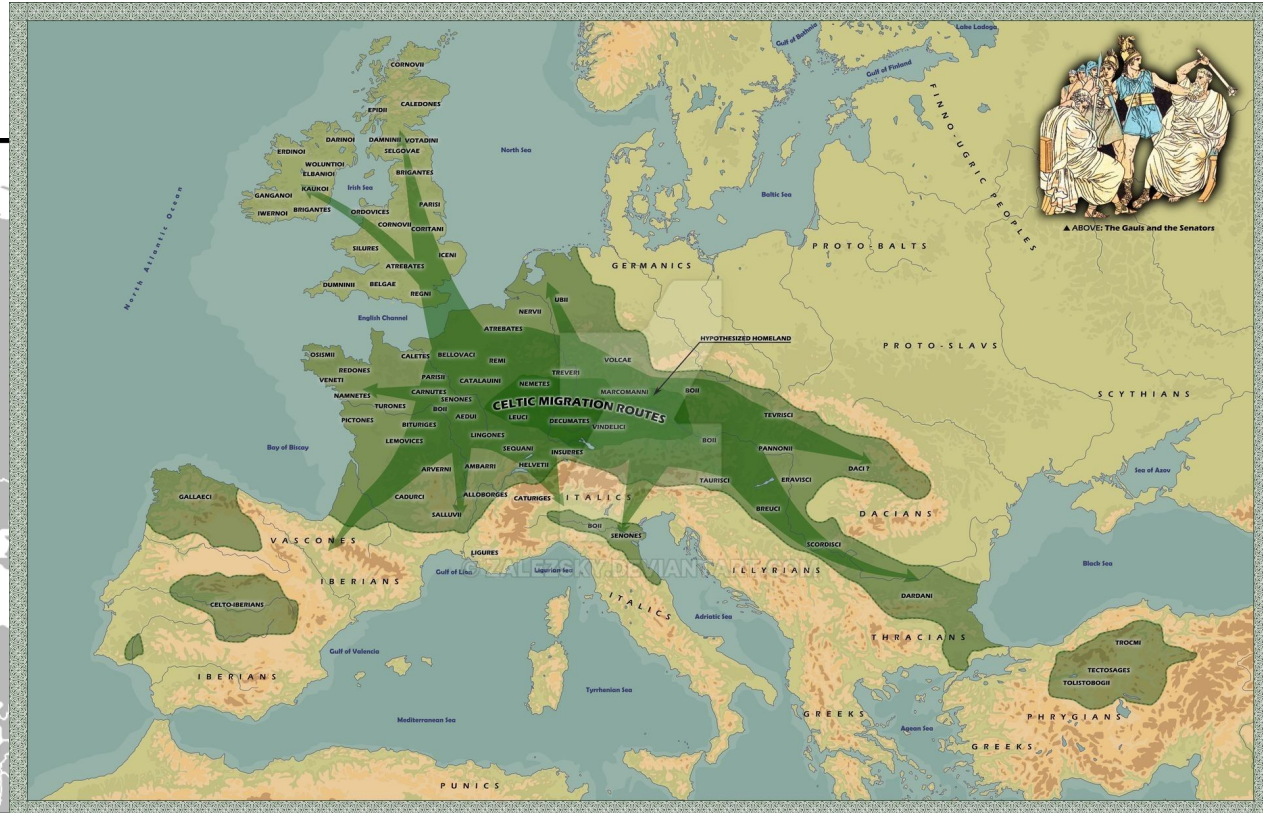 Gulf of Bothnia
Lake Ladoga
Gulf of Finland
FINNO-UGRIC PEOPLES
▲ ABOVE: The Gauls and the Senators
CORNOVII
CALEDONES
EPIDII
DARINOI
DAMNINII
VOTADINI
ERDINOI
SELGOVAE
North Sea
WOLUNTIOI
ELBANIOI
BRIGANTES
KAUKOI
Irish Sea
GANGANOI
Baltic Sea
North Atlantic Ocean
IWERNOI
BRIGANTES
ORDOVICES
PARISI
CORNOVII
CORITANI
SILURES
ICENI
PROTO-BALTS
ATREBATES
GERMANICS
DUMNINII
BELGAE
REGNI
UBII
NERVII
English Channel
ATREBATES
HYPOTHESIZED HOMELAND
PROTO-SLAVS
OSISMII
CALETES
BELLOVACI
REMI
VOLCAE
REDONES
TREVERI
VENETI
PARISII
CATALAUINI
NEMETES
NAMNETES
CARNUTES
MARCOMANNI
BOII
SCYTHIANS
SENONES
CELTIC MIGRATION ROUTES
TURONES
BOII
AEDUI
LEUCI
DECUMATES
TEVRISCI
PICTONES
BITURIGES
VINDELICI
LINGONES
LEMOVICES
BOII
Bay of Biscay
SEQUANI
INSUERES
PANNONII
ARVERNI
AMBARRI
HELVETII
DACI ?
Sea of Azov
TAURISCI
ERAVISCI
GALLAECI
CADURCI
ALLOBORGES
CATURIGES
ITALICS
BREUCI
DACIANS
SALLUVII
BOII
SENONES
VASCONES
SCORDISCI
LIGURES
Black Sea
© ZALEZSKY.DEVIANTART.COM
Gulf of Lion
Ligurian Sea
ILLYRIANS
IBERIANS
DARDANI
CELTO-IBERIANS
ITALICS
Adriatic Sea
THRACIANS
TROCMI
Gulf of Valencia
TECTOSAGES
IBERIANS
TOLISTOBOGII
Tyrrhenian Sea
GREEKS
PHRYGIANS
Mediterranean Sea
Agean Sea
GREEKS
PUNICS